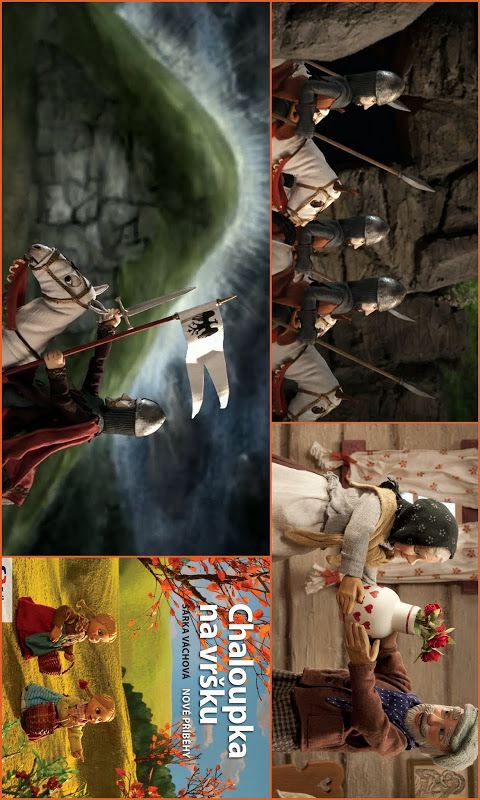 Chaloupka
na vršku
ŠÁRKA VÁCHOVÁ NOVÉ PŘÍBĚHY